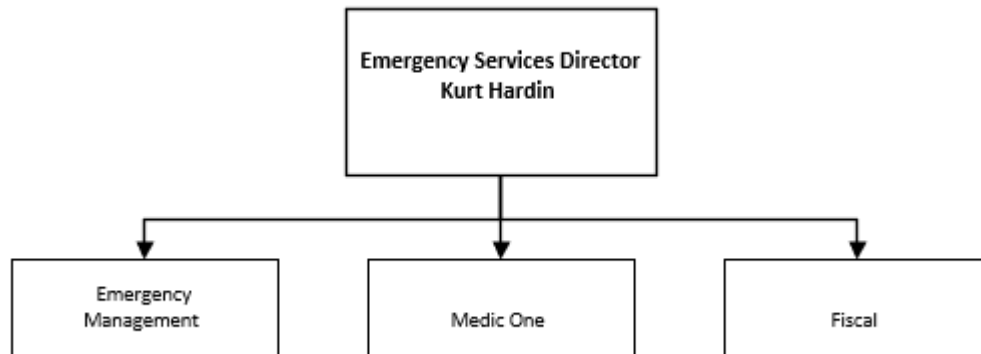 Emergency Services Director
Kurt Hardin
Emergency
Management
Medic One
Fiscal